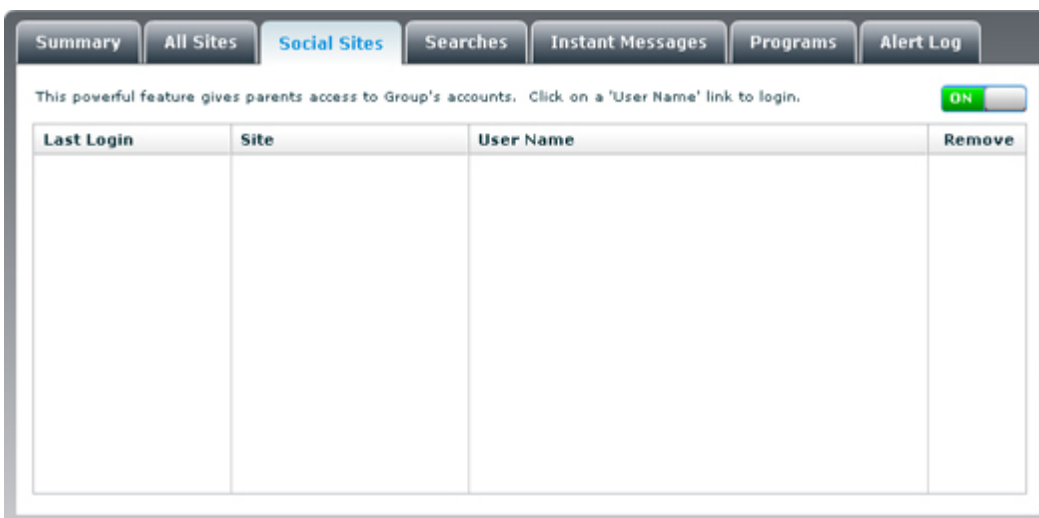 Summary All Sites Social Sites Searches Instant Messages Programs Alert Log
This powerful feature gives parents access to Group's accounts. Click on a 'User Name' link to login. ON
Last Login Site User Name Remove